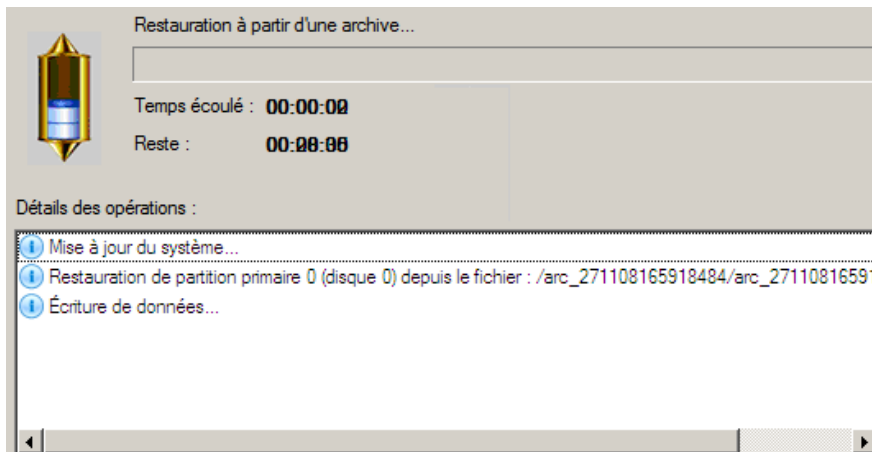 Restauration à partir d'une archive...
Temps écoulé :
Reste :
Détails des opérations :
Mise à jour du système...
Restauration de partition primaire 0 (disque 0) depuis le fichier : /arc_271108165918484/arc_27110816591
Écriture de données...